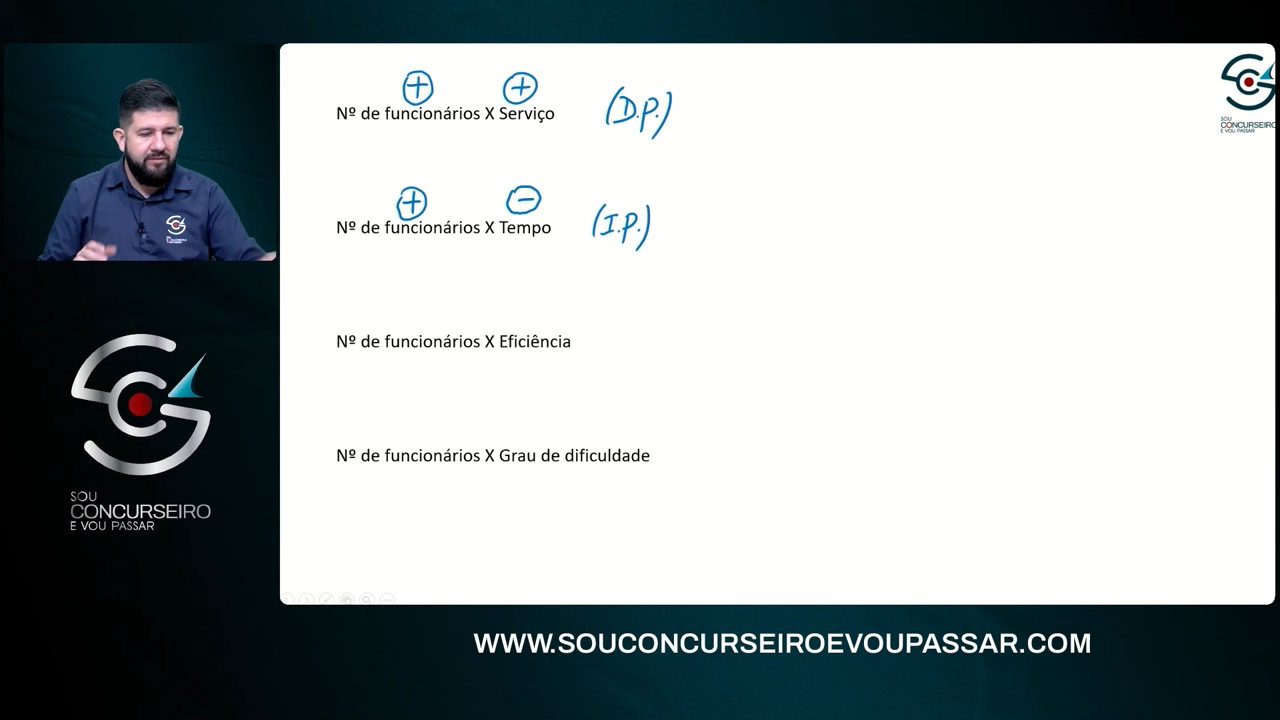 + +
Nº de funcionários X Serviço (D.P.)
+ -
Nº de funcionários X Tempo (I.P.)
Nº de funcionários X Eficiência
Nº de funcionários X Grau de dificuldade
SOU
CONCURSEIRO
E VOU PASSAR
SOU
CONCURSEIRO
E VOU PASSAR
WWW.SOUCONCURSEIROEVOUPASSAR.COM